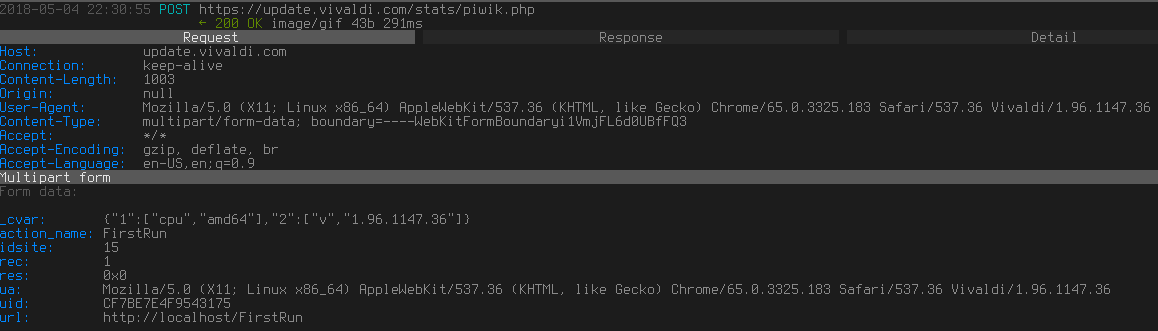 2018-05-04 22:30:55 POST https://update.vivaldi.com/stats/piwik.php
← 200 OK image/gif 43b 291ms
Request Response Detail
Host: update.vivaldi.com
Connection: keep-alive
Content-Length: 1003
Origin: null
User-Agent: Mozilla/5.0 (X11; Linux x86_64) AppleWebKit/537.36 (KHTML, like Gecko) Chrome/65.0.3325.183 Safari/537.36 Vivaldi/1.96.1147.36
Content-Type: multipart/form-data; boundary=----WebKitFormBoundaryi1VmjFL6d0UBfFQ3
Accept: */*
Accept-Encoding: gzip, deflate, br
Accept-Language: en-US,en;q=0.9
Multipart form
Form data:
_cvar: {"1":["cpu","amd64"],"2":["v","1.96.1147.36"]}
action_name: FirstRun
idsite: 15
rec: 1
res: 0x0
ua: Mozilla/5.0 (X11; Linux x86_64) AppleWebKit/537.36 (KHTML, like Gecko) Chrome/65.0.3325.183 Safari/537.36 Vivaldi/1.96.1147.36
uid: CF7BE7E4F9543175
url: http://localhost/FirstRun